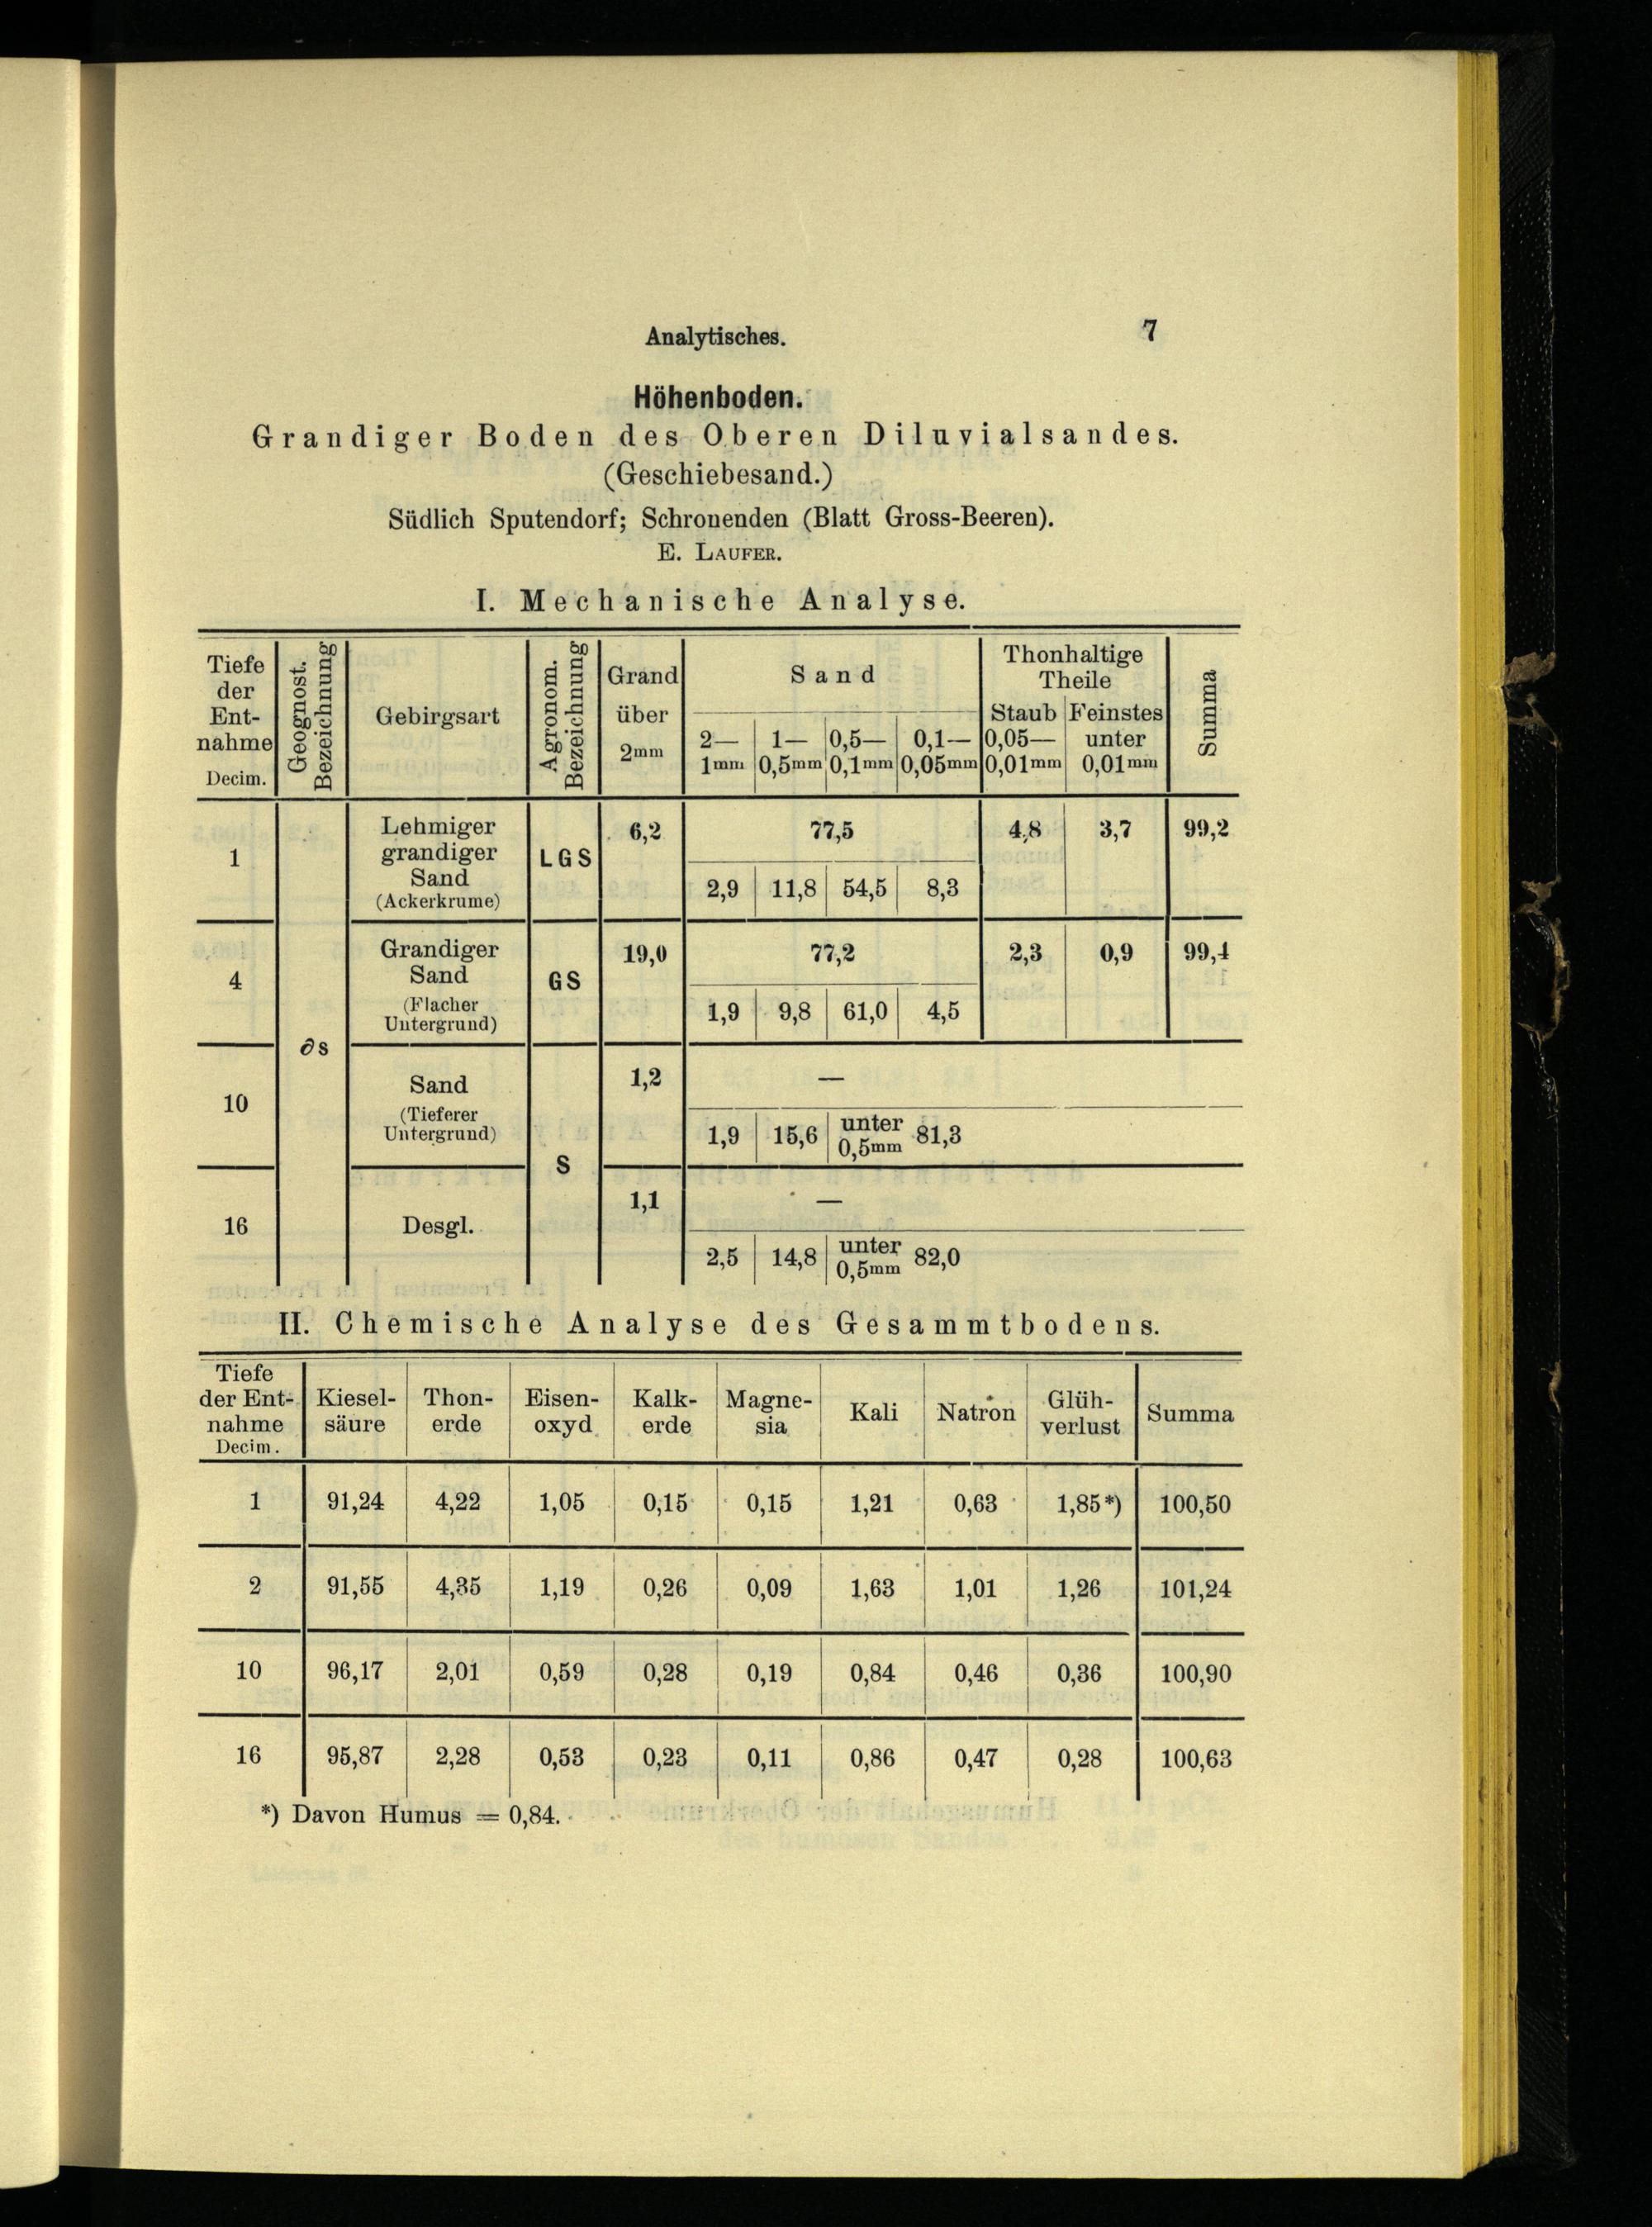 Analytisches. 7
Höhenboden.
Grandiger Boden des Oberen Diluvialsandes.
(Geschiebesand.)
Südlich Sputendorf; Schronenden (Blatt Gross-Beeren).
E. Laufer.
I. Mechanische Analyse.
Tiefe der Entnahme Decim. | Geognost. Bezeichnung | Gebirgsart | Agronom. Bezeichnung | Grand über 2mm | Sand 2—1mm | 1—0,5mm | 0,5—0,1mm | 0,1—0,05mm | Thonhaltige Theile Staub 0,05—0,01mm | Feinstes unter 0,01mm | Summa
1 | ∂s | Lehmiger grandiger Sand (Ackerkrume) | LGS | 6,2 | 77,5 | 4,8 | 3,7 | 99,2
2,9 | 11,8 | 54,5 | 8,3
4 | Grandiger Sand (Flacher Untergrund) | GS | 19,0 | 77,2 | 2,3 | 0,9 | 99,4
1,9 | 9,8 | 61,0 | 4,5
10 | Sand (Tieferer Untergrund) | S | 1,2 | —
1,9 | 15,6 | unter 0,5mm 81,3
16 | Desgl. | 1,1 | —
2,5 | 14,8 | unter 0,5mm 82,0
II. Chemische Analyse des Gesammtbodens.
Tiefe der Entnahme Decim. | Kieselsäure | Thonerde | Eisenoxyd | Kalkerde | Magnesia | Kali | Natron | Glühverlust | Summa
1 | 91,24 | 4,22 | 1,05 | 0,15 | 0,15 | 1,21 | 0,63 | 1,85*) | 100,50
2 | 91,55 | 4,35 | 1,19 | 0,26 | 0,09 | 1,63 | 1,01 | 1,26 | 101,24
10 | 96,17 | 2,01 | 0,59 | 0,28 | 0,19 | 0,84 | 0,46 | 0,36 | 100,90
16 | 95,87 | 2,28 | 0,53 | 0,23 | 0,11 | 0,86 | 0,47 | 0,28 | 100,63
*) Davon Humus = 0,84.